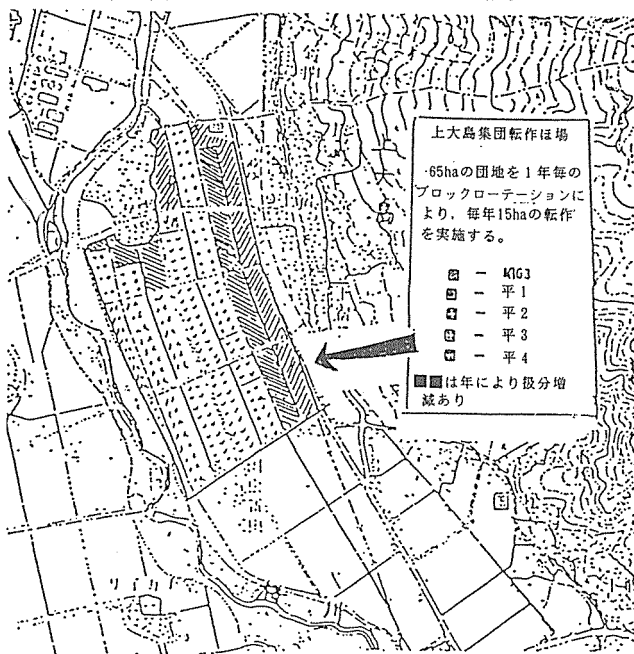 上大島集団転作ほ場
65haの団地を1年毎の
ブロックローテーションに
より,毎年15haの転作
を実施する。
— 平1
— 平2
— 平3
— 平4
■■は年により扱分増
減あり